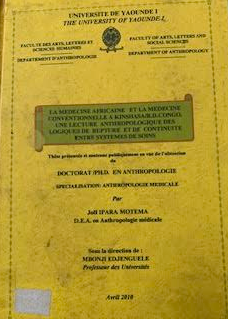 UNIVERSITE DE YAOUNDE I
THE UNIVERSITY OF YAOUNDE I
FACULTE DES ARTS, LETTRES ET
SCIENCES HUMAINES
DEPARTEMENT D'ANTHROPOLOGIE
FACULTY OF ARTS, LETTERS AND
SOCIAL SCIENCES
DEPARTMENT OF ANTHROPOLOGY
LA MEDECINE AFRICAINE ET LA MEDECINE
CONVENTIONNELLE A KINSHASA/R.D.CONGO.
UNE LECTURE ANTHROPOLOGIQUE DES
LOGIQUES DE RUPTURE ET DE CONTINUITE
ENTRE SYSTEMES DE SOINS
Thèse présentée et soutenue publiquement en vue de l'obtention
du
DOCTORAT /PH.D. EN ANTHROPOLOGIE
SPECIALISATION: ANTHROPOLOGIE MEDICALE
Par
Joël IPARA MOTEMA
D.E.A. en Anthropologie médicale
Sous la direction de :
MBONJI EDJENGUELE
Professeur des Universités
Avril 2010